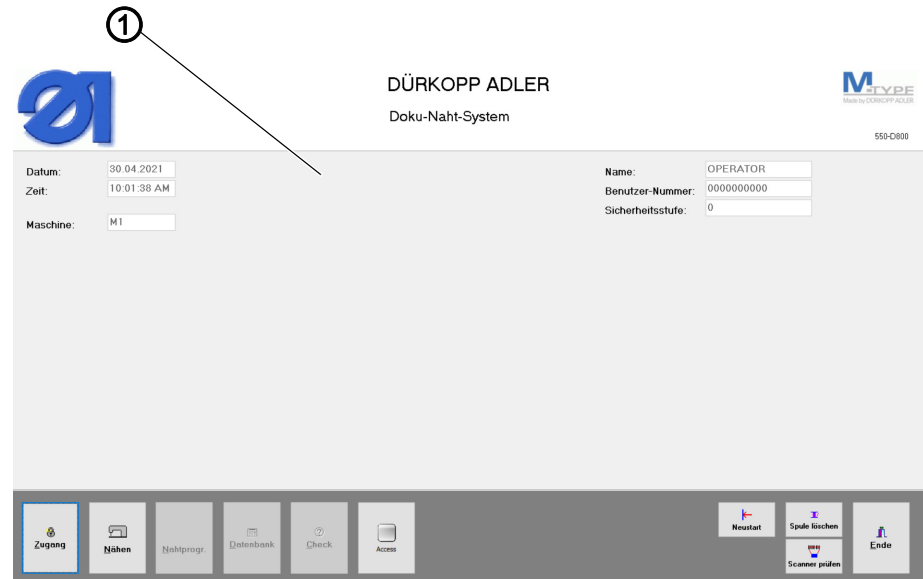 1
DÜRKOPP ADLER
Doku-Naht-System
M-TYPE
Made by DÜRKOPP ADLER
550-D800
Datum: 30.04.2021
Zeit: 10:01:38 AM
Maschine: M1
Name: OPERATOR
Benutzer-Nummer: 0000000000
Sicherheitsstufe: 0
Zugang
Nähen
Nahtprogr.
Datenbank
Check
Access
Neustart
Spule löschen
Scanner prüfen
Ende